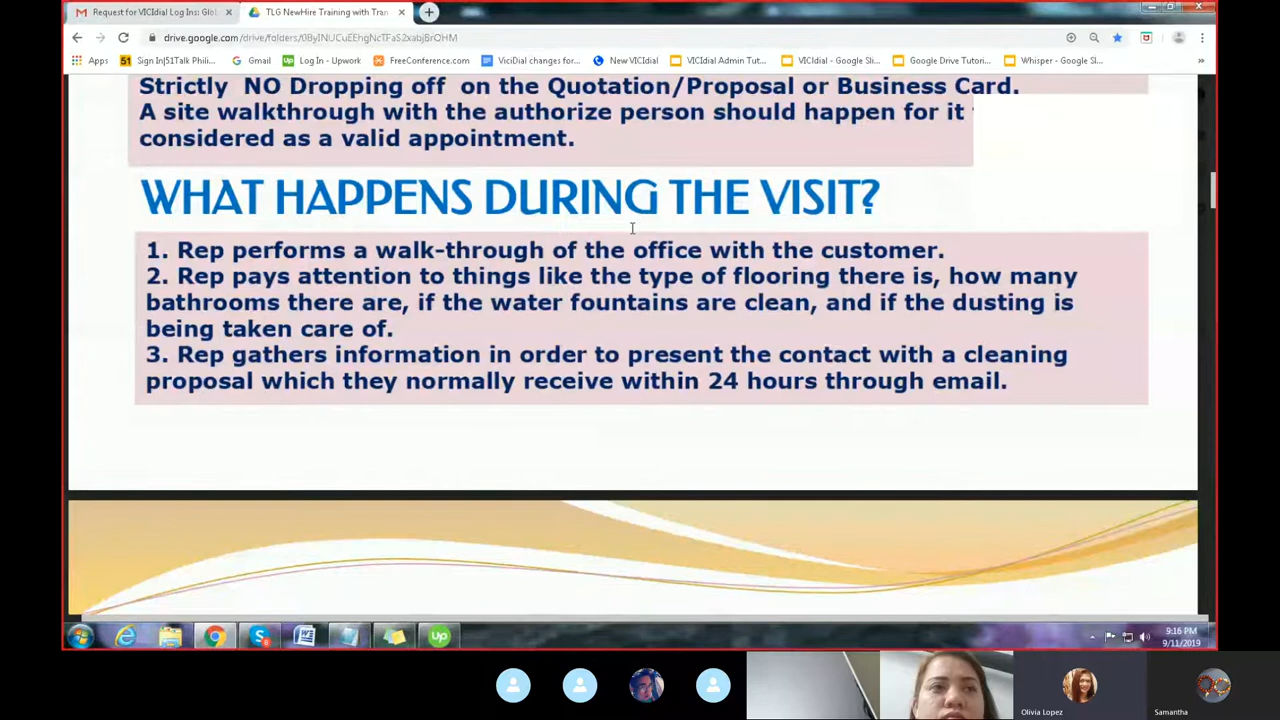 Request for VICIdial Log Ins: Glo
TLG NewHire Training with Tra
drive.google.com/drive/folders/0ByINUCuEEhgNcTFaS2xabjBrOHM
Apps
51
Sign In|51Talk Phili...
Gmail
Up
Log In - Upwork
FreeConference.com
ViciDial changes for...
New VICIdial
VICIdial Admin Tut...
VICIdial - Google Sli...
Google Drive Tutori...
Whisper - Google Sl...
Strictly NO Dropping off on the Quotation/Proposal or Business Card.
A site walkthrough with the authorize person should happen for it
considered as a valid appointment.
WHAT HAPPENS DURING THE VISIT?
1. Rep performs a walk-through of the office with the customer.
2. Rep pays attention to things like the type of flooring there is, how many
bathrooms there are, if the water fountains are clean, and if the dusting is
being taken care of.
3. Rep gathers information in order to present the contact with a cleaning
proposal which they normally receive within 24 hours through email.
Up
9:16 PM
9/11/2019
Olivia Lopez
Samantha